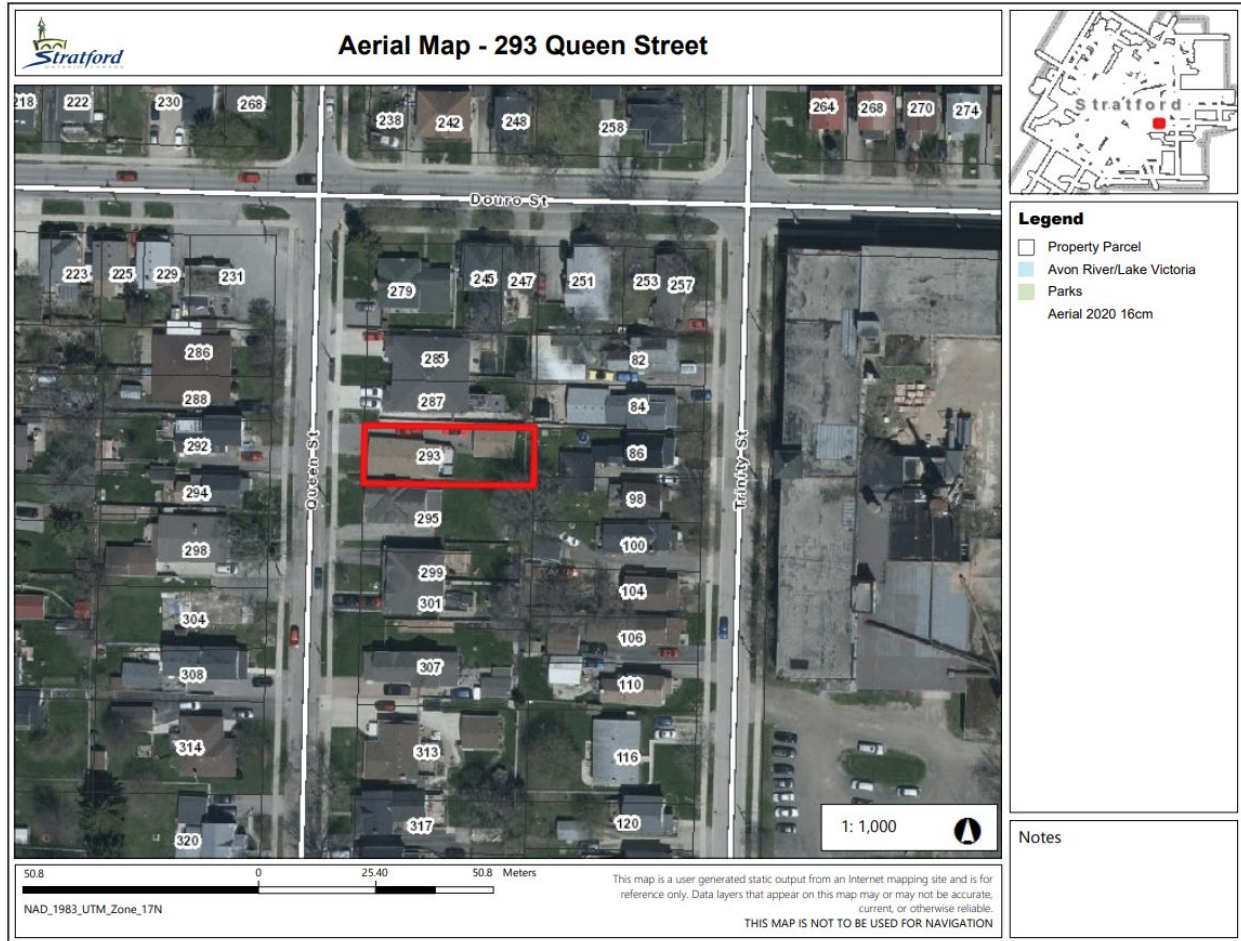 Stratford
ONTARIO CANADA
Aerial Map - 293 Queen Street
Stratford
Legend
Property Parcel
Avon River/Lake Victoria
Parks
Aerial 2020 16cm
218 222 230 268 238 242 248 258 264 268 270 274
Douro St
223 225 229 231 279 245 247 251 253 257
286 285 82
288 287 84
292 293 86
294 295 98
298 299 100
301 104
304 106
308 307 110
314 313 116
320 317 120
Queen St
Trinity St
1: 1,000
Notes
50.8 0 25.40 50.8 Meters
NAD_1983_UTM_Zone_17N
This map is a user generated static output from an Internet mapping site and is for
reference only. Data layers that appear on this map may or may not be accurate,
current, or otherwise reliable.
THIS MAP IS NOT TO BE USED FOR NAVIGATION